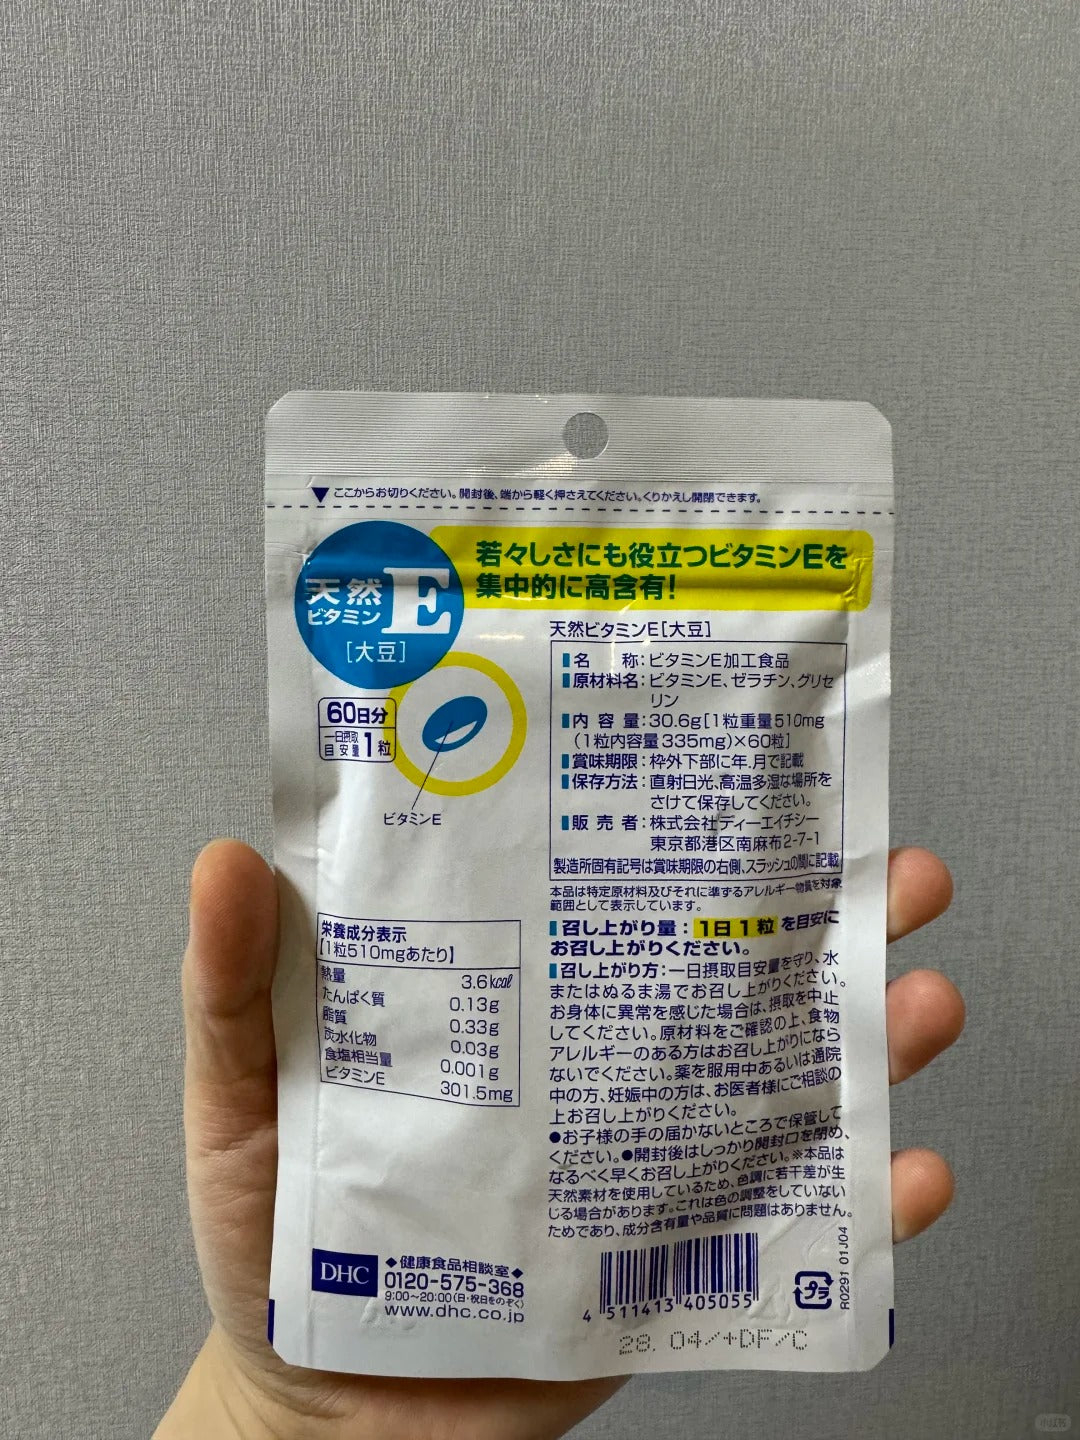 ▼ここからお切りください。開封後、端から軽く押さえてください。くりかえし開閉できます。
天然
ビタミン
E
[大豆]
若々しさにも役立つビタミンEを
集中的に高含有!
60日分
一日摂取
目安量
1粒
ビタミンE
天然ビタミンE[大豆]
名 称:ビタミンE加工食品
原材料名:ビタミンE、ゼラチン、グリセ
リン
内容量:30.6g[1粒重量510mg
(1粒内容量335mg)×60粒]
賞味期限:枠外下部に年.月で記載
保存方法:直射日光、高温多湿な場所を
さけて保存してください。
販売者:株式会社ディーエイチシー
東京都港区南麻布2-7-1
製造所固有記号は賞味期限の右側、スラッシュの間に記載
本品は特定原材料及びそれに準ずるアレルギー物質を対象
範囲として表示しています。
召し上がり量:1日1粒を目安に
お召し上がりください。
召し上がり方:一日摂取目安量を守り、水
またはぬるま湯でお召し上がりください。
お身体に異常を感じた場合は、摂取を中止
してください。原材料をご確認の上、食物
アレルギーのある方はお召し上がりになら
ないでください。薬を服用中あるいは通院
中の方、妊娠中の方は、お医者様にご相談の
上お召し上がりください。
●お子様の手の届かないところで保管して
ください。●開封後はしっかり開封口を閉め、
なるべく早くお召し上がりください。※本品は
天然素材を使用しているため、色調に若干差が生
じる場合があります。これは色の調整をしていない
ためであり、成分含有量や品質に問題はありません。
栄養成分表示
[1粒510mgあたり]
熱量 3.6kcal
たんぱく質 0.13g
脂質 0.33g
炭水化物 0.03g
食塩相当量 0.001g
ビタミンE 301.5mg
DHC
◆健康食品相談室◆
0120-575-368
9:00~20:00(日・祝日をのぞく)
www.dhc.co.jp
4 511413 405055
プラ
R0291 01J04
28. 04/+DF/C
小红书